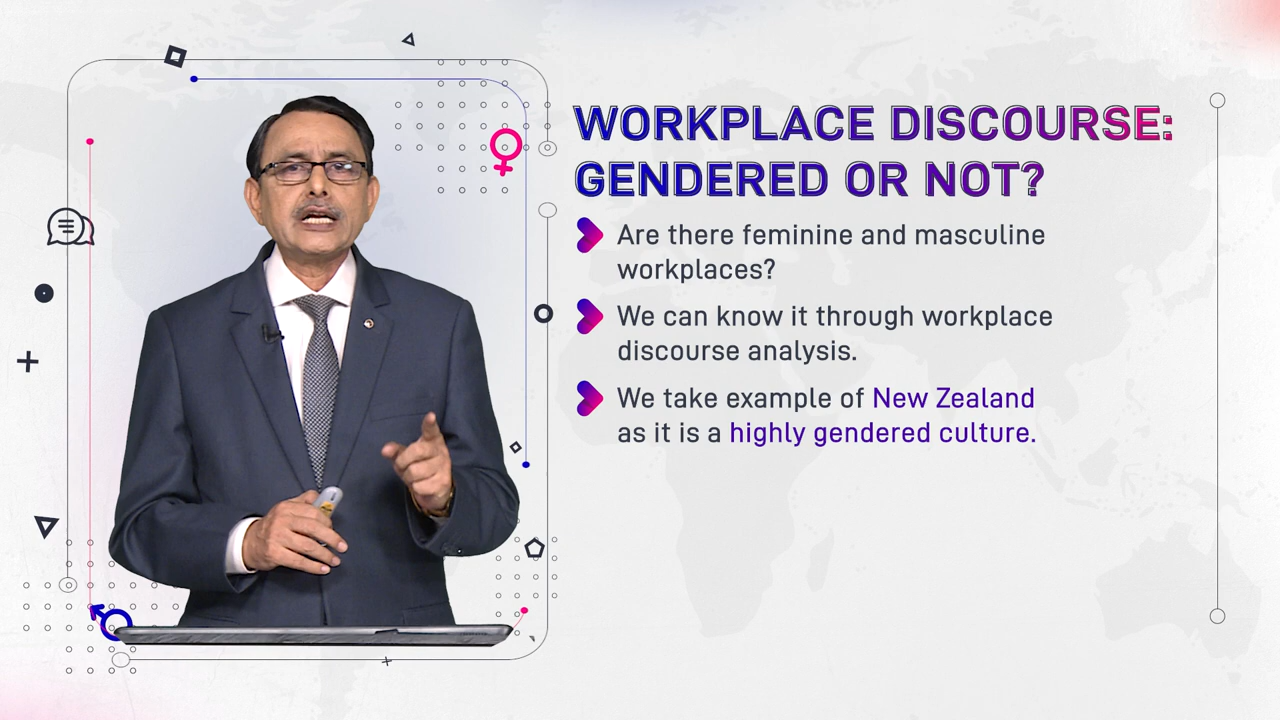 WORKPLACE DISCOURSE:
GENDERED OR NOT?
Are there feminine and masculine
workplaces?
We can know it through workplace
discourse analysis.
We take example of New Zealand
as it is a highly gendered culture.